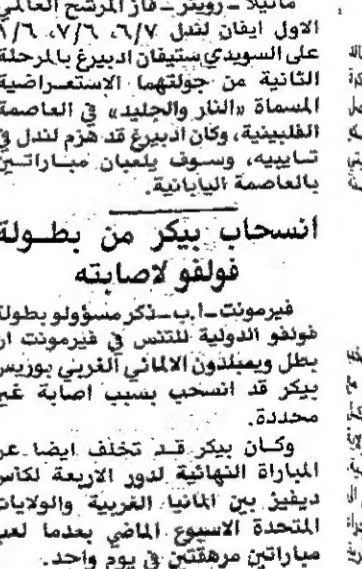 مانيلا ـ رويتر ـ فاز المرشح العالمي
الاول ايفان لندل ٦/٧، ٧/٦، ٦/١
على السويدي ستيفان ادبيرغ بالمرحلة
الثانية من جولتهما الاستعراضية
المسماة «النار والجليد» في العاصمة
الفلبينية، وكان ادبيرغ قد هزم لندل في
تايبيه، وسوف يلعبان مباراتين
بالعاصمة اليابانية.
انسحاب بيكر من بطولة
فولفو لاصابته
فيرمونت ـ ا.ب ـ ذكر مسؤولو بطولة
فولفو الدولية للتنس في فيرمونت ان
بطل ويمبلدون الالماني الغربي بوريس
بيكر قد انسحب بسبب اصابة غير
محددة.
وكان بيكر قد تخلف ايضا عن
المباراة النهائية لدور الاربعة لكأس
ديفيز بين المانيا الغربية والولايات
المتحدة الاسبوع الماضي بعدما لعب
مباراتين مرهقتين في يوم واحد.